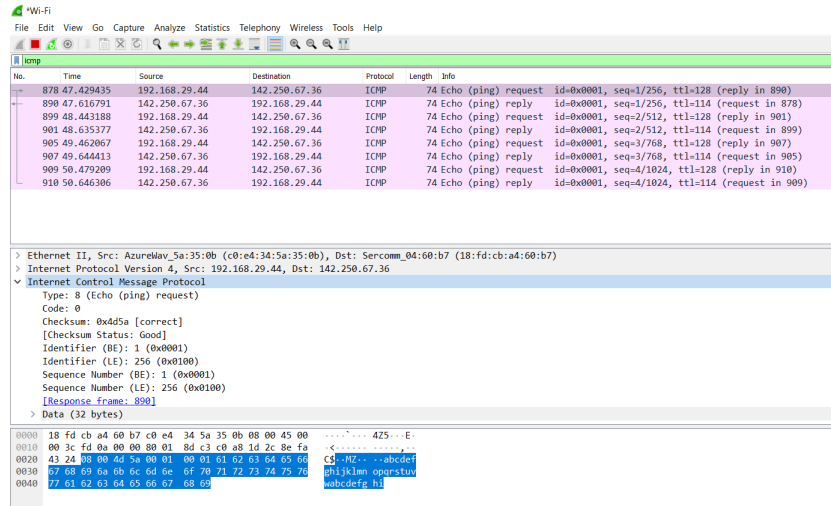 *Wi-Fi
File Edit View Go Capture Analyze Statistics Telephony Wireless Tools Help
icmp
No. Time Source Destination Protocol Length Info
878 47.429435 192.168.29.44 142.250.67.36 ICMP 74 Echo (ping) request id=0x0001, seq=1/256, ttl=128 (reply in 890)
890 47.616791 142.250.67.36 192.168.29.44 ICMP 74 Echo (ping) reply id=0x0001, seq=1/256, ttl=114 (request in 878)
899 48.443188 192.168.29.44 142.250.67.36 ICMP 74 Echo (ping) request id=0x0001, seq=2/512, ttl=128 (reply in 901)
901 48.635377 142.250.67.36 192.168.29.44 ICMP 74 Echo (ping) reply id=0x0001, seq=2/512, ttl=114 (request in 899)
905 49.462067 192.168.29.44 142.250.67.36 ICMP 74 Echo (ping) request id=0x0001, seq=3/768, ttl=128 (reply in 907)
907 49.644413 142.250.67.36 192.168.29.44 ICMP 74 Echo (ping) reply id=0x0001, seq=3/768, ttl=114 (request in 905)
909 50.479209 192.168.29.44 142.250.67.36 ICMP 74 Echo (ping) request id=0x0001, seq=4/1024, ttl=128 (reply in 910)
910 50.646306 142.250.67.36 192.168.29.44 ICMP 74 Echo (ping) reply id=0x0001, seq=4/1024, ttl=114 (request in 909)
Ethernet II, Src: AzureWav_5a:35:0b (c0:e4:34:5a:35:0b), Dst: Sercomm_04:60:b7 (18:fd:cb:a4:60:b7)
Internet Protocol Version 4, Src: 192.168.29.44, Dst: 142.250.67.36
Internet Control Message Protocol
Type: 8 (Echo (ping) request)
Code: 0
Checksum: 0x4d5a [correct]
[Checksum Status: Good]
Identifier (BE): 1 (0x0001)
Identifier (LE): 256 (0x0100)
Sequence Number (BE): 1 (0x0001)
Sequence Number (LE): 256 (0x0100)
[Response frame: 890]
Data (32 bytes)
0000 18 fd cb a4 60 b7 c0 e4 34 5a 35 0b 08 00 45 00 ····`··· 4Z5···E·
0010 00 3c fd 0a 00 00 80 01 8d c3 c0 a8 1d 2c 8e fa ·<······ ·····,··
0020 43 24 08 00 4d 5a 00 01 00 01 61 62 63 64 65 66 C$··MZ·· ··abcdef
0030 67 68 69 6a 6b 6c 6d 6e 6f 70 71 72 73 74 75 76 ghijklmn opqrstuv
0040 77 61 62 63 64 65 66 67 68 69 wabcdefg hi